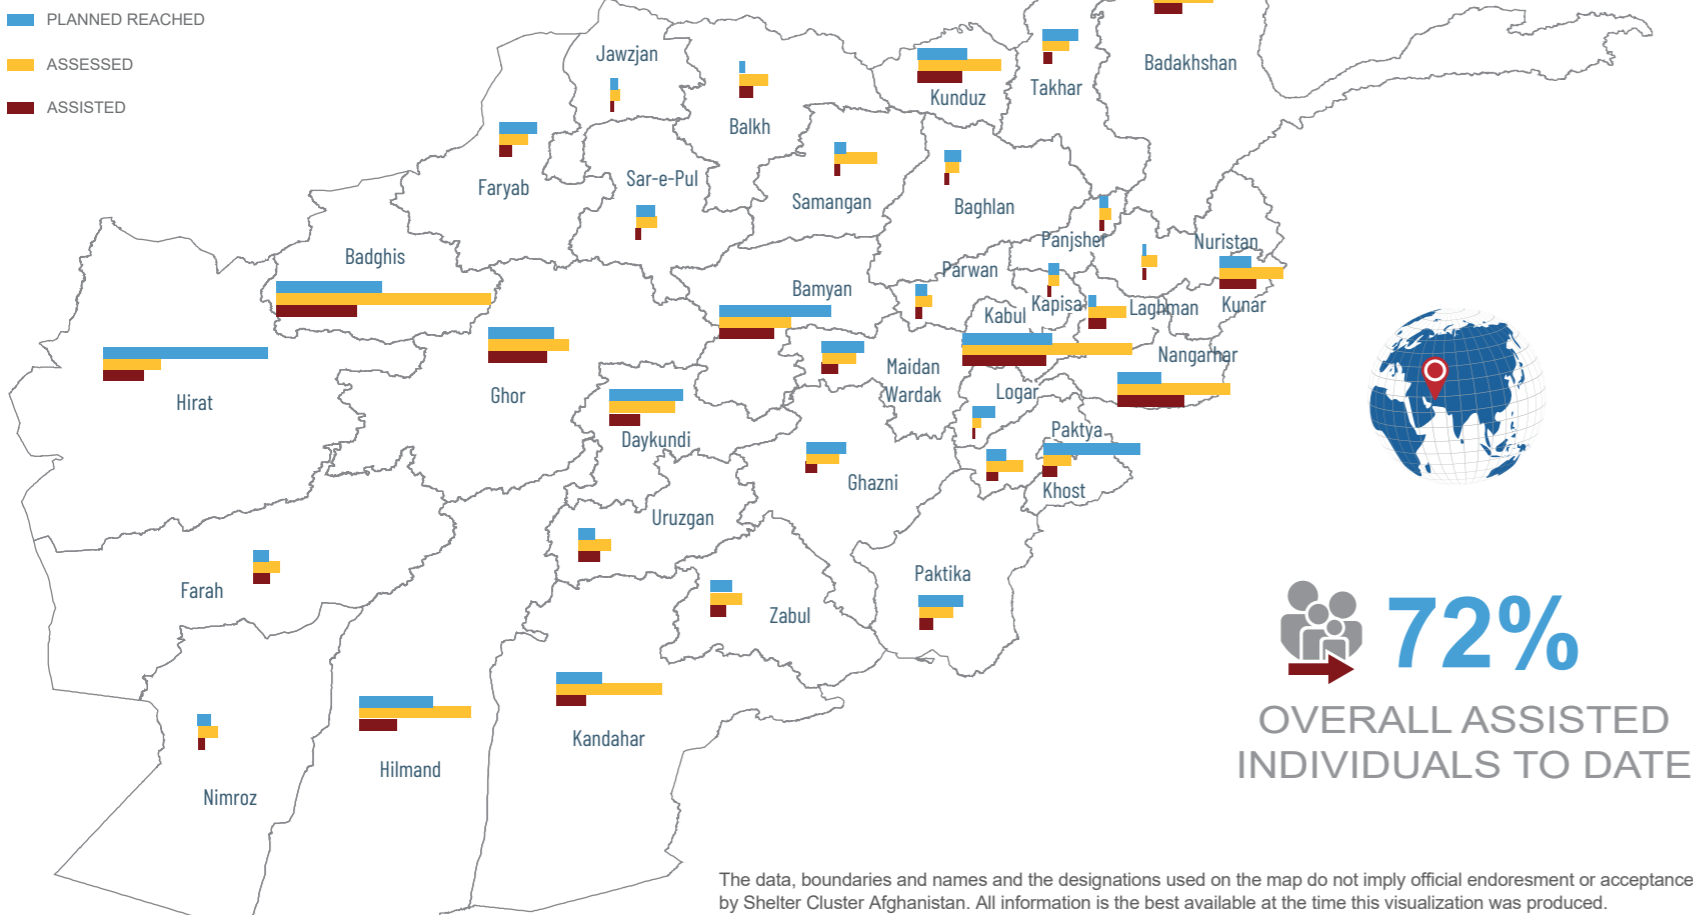 PLANNED REACHED
ASSESSED
ASSISTED
Jawzjan
Balkh
Kunduz
Takhar
Badakhshan
Faryab
Sar-e-Pul
Samangan
Baghlan
Badghis
Panjsher
Nuristan
Parwan
Bamyan
Kabul
Kapisa
Laghman
Kunar
Hirat
Ghor
Maidan
Wardak
Nangarhar
Logar
Daykundi
Paktya
Ghazni
Khost
Uruzgan
Farah
Zabul
Paktika
Kandahar
Hilmand
Nimroz
72%
OVERALL ASSISTED
INDIVIDUALS TO DATE
The data, boundaries and names and the designations used on the map do not imply official endoresment or acceptance
by Shelter Cluster Afghanistan. All information is the best available at the time this visualization was produced.